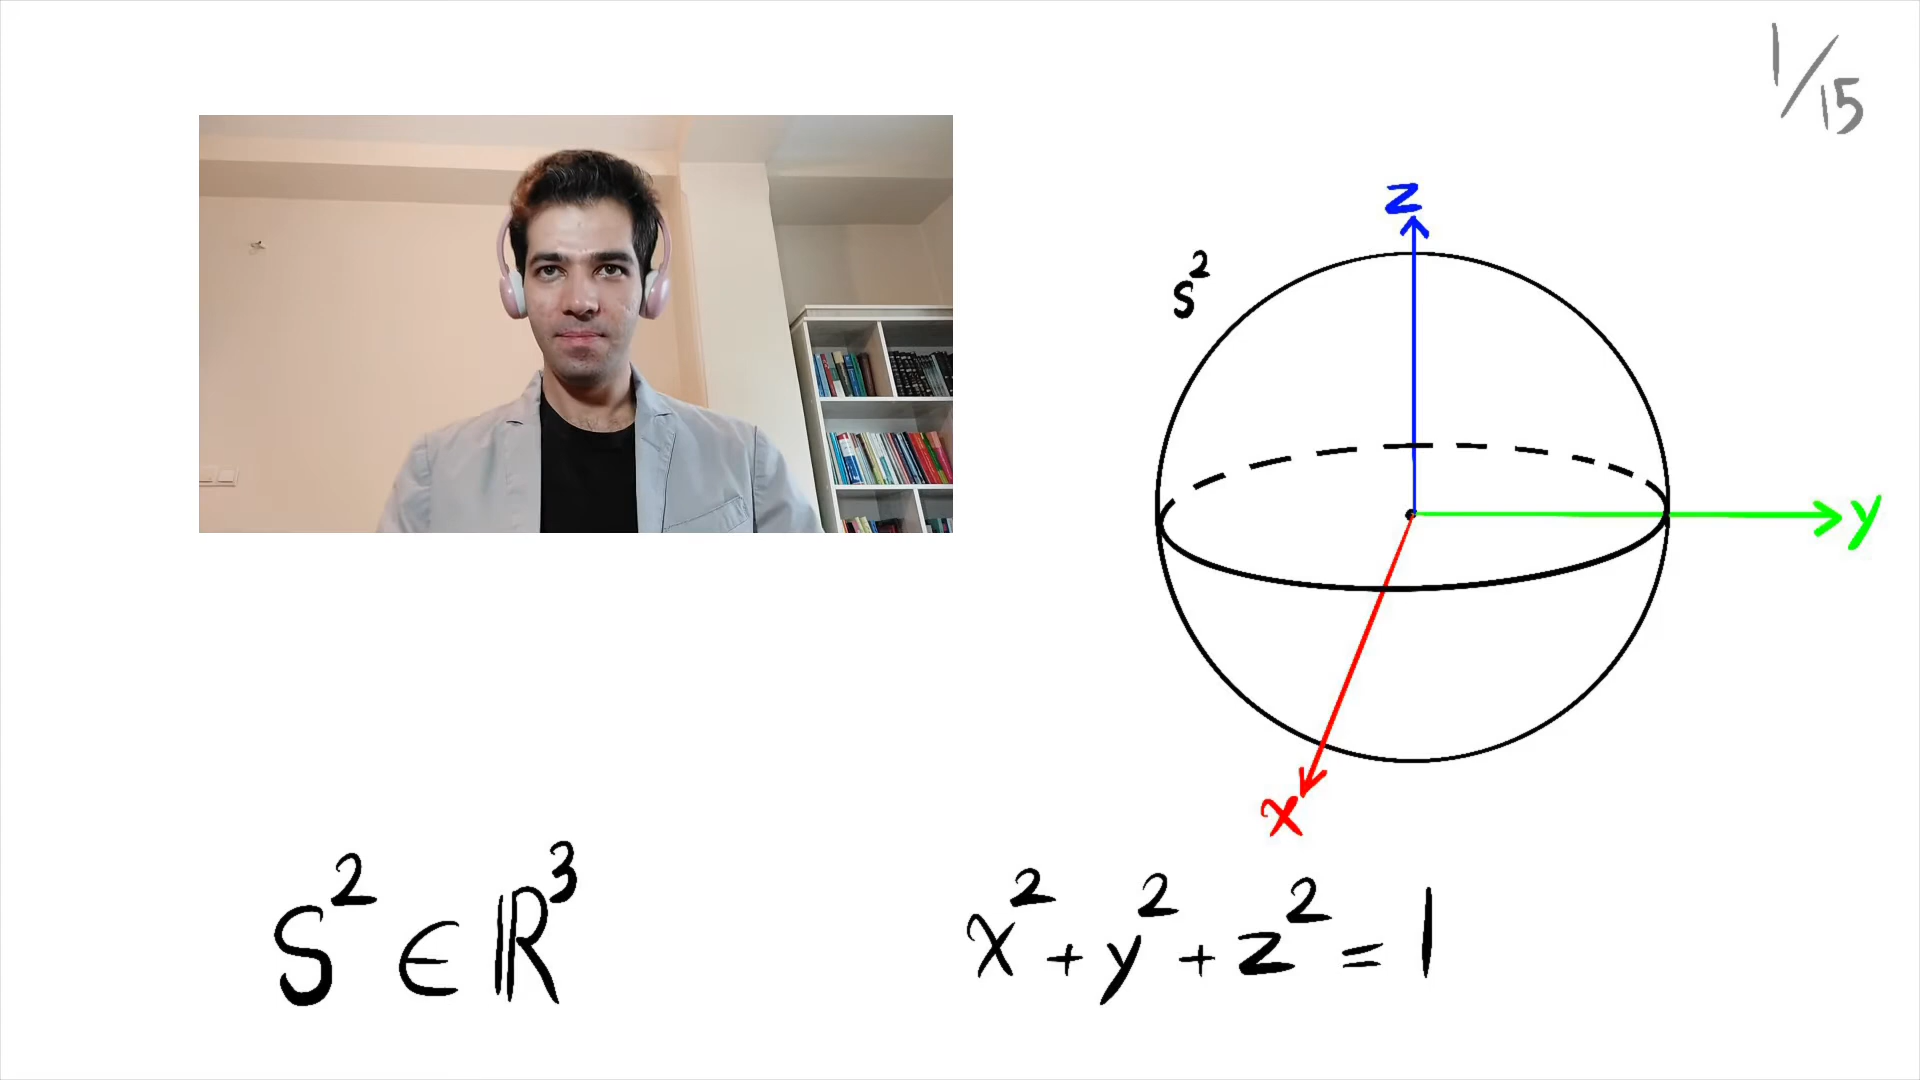 1/15
z
S²
y
x
S² ∈ ℝ³
x² + y² + z² = 1